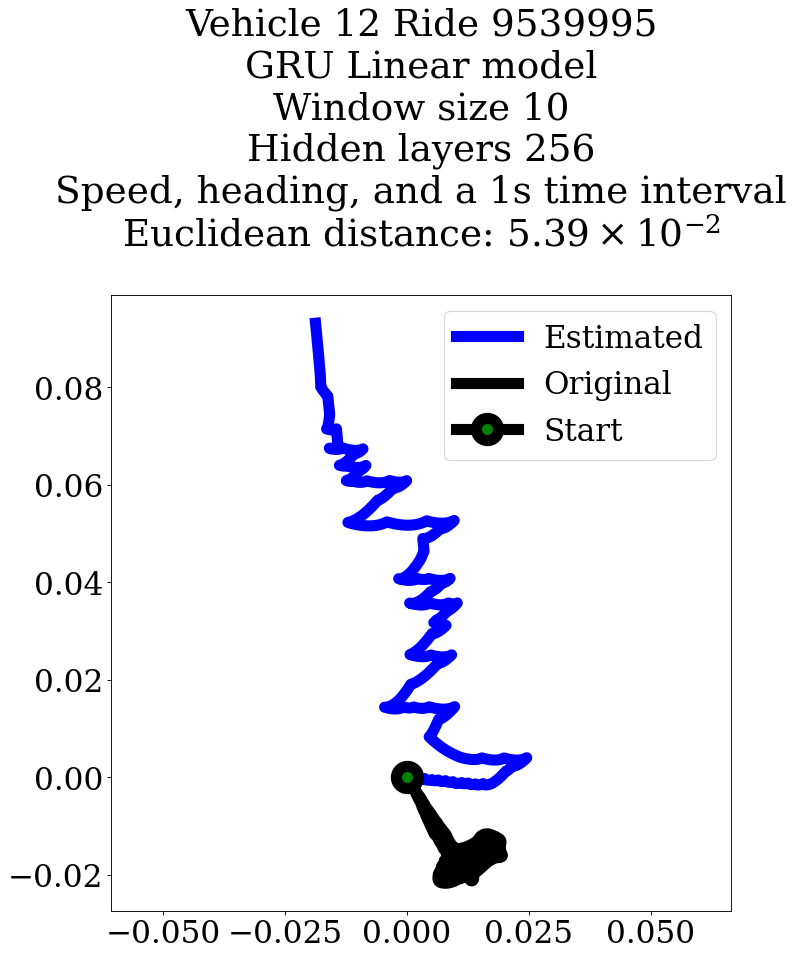 Vehicle 12 Ride 9539995
GRU Linear model
Window size 10
Hidden layers 256
Speed, heading, and a 1s time interval
Euclidean distance: 5.39 × 10⁻²
Estimated
Original
Start
0.08
0.06
0.04
0.02
0.00
−0.02
−0.050 −0.025 0.000 0.025 0.050